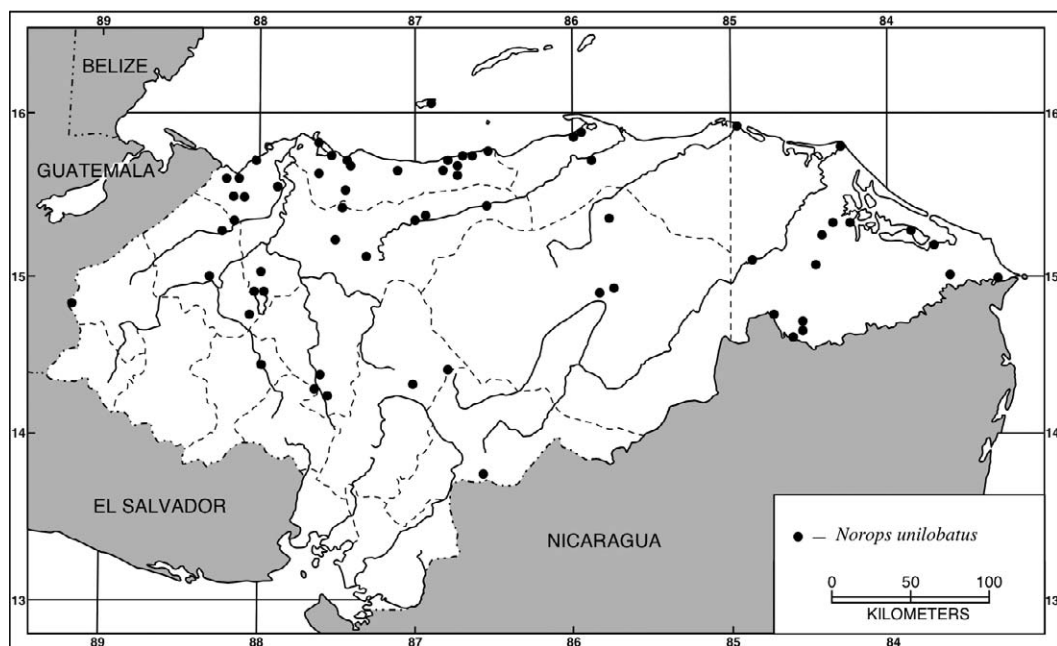 89 88 87 86 85 84
BELIZE
16 16
GUATEMALA
15 15
14 14
EL SALVADOR
NICARAGUA
● – Norops unilobatus
0 50 100
KILOMETERS
13 13
89 88 87 86 85 84